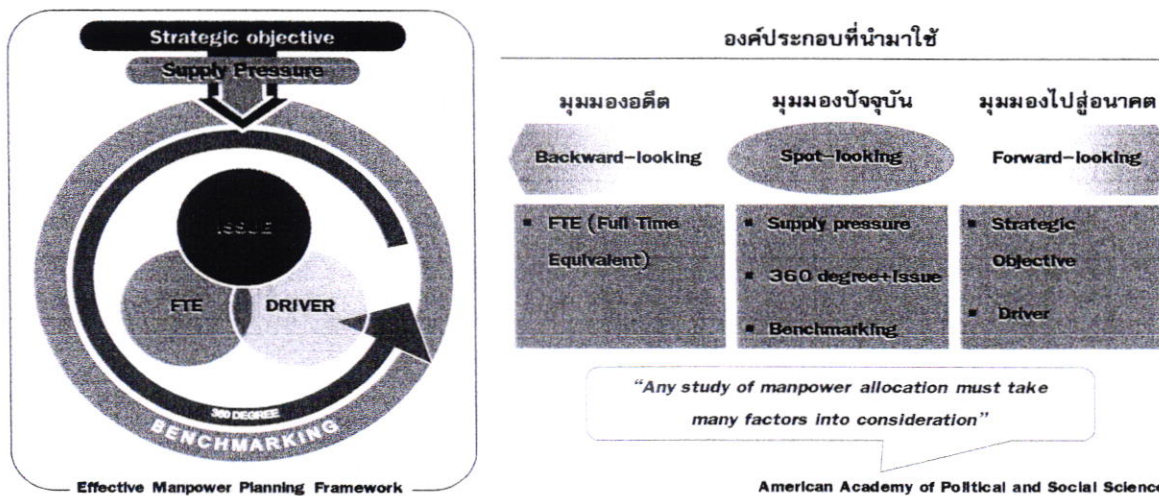 Strategic objective
Supply Pressure
ISSUE
FTE
DRIVER
360 DEGREE
BENCHMARKING
Effective Manpower Planning Framework
องค์ประกอบที่นำมาใช้
มุมมองอดีต
มุมมองปัจจุบัน
มุมมองไปสู่อนาคต
Backward-looking
Spot-looking
Forward-looking
▪ FTE (Full Time
Equivalent)
▪ Supply pressure
▪ 360 degree+Issue
▪ Benchmarking
▪ Strategic
Objective
▪ Driver
"Any study of manpower allocation must take
many factors into consideration"
American Academy of Political and Social Science